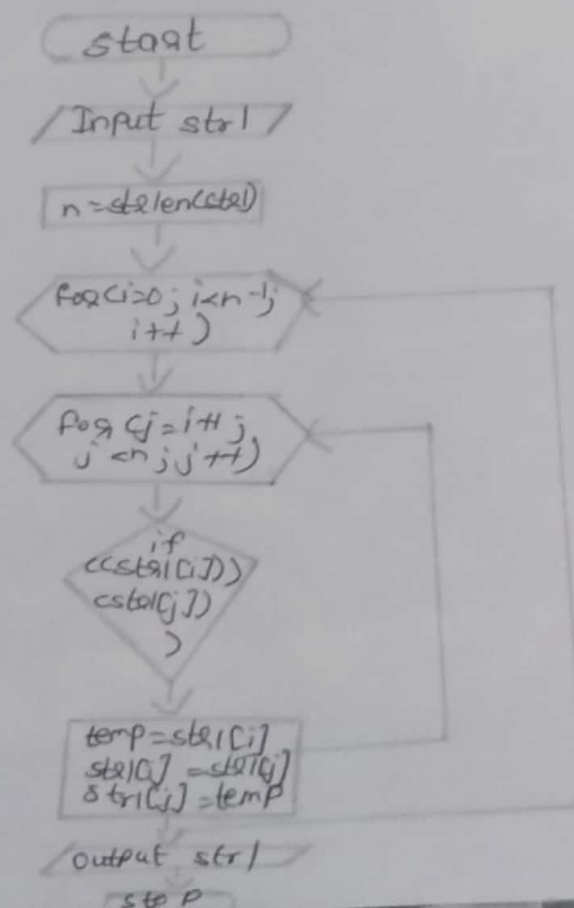 start
Input str1
n=strlen(str1)
for(i=0; i<n-1;
i++)
for (j=i+1;
j<n; j++)
if
((str1[i])>
(str1[j])
)
temp=str1[i]
str1[i]=str1[j]
str1[j]=temp
output str1
stop